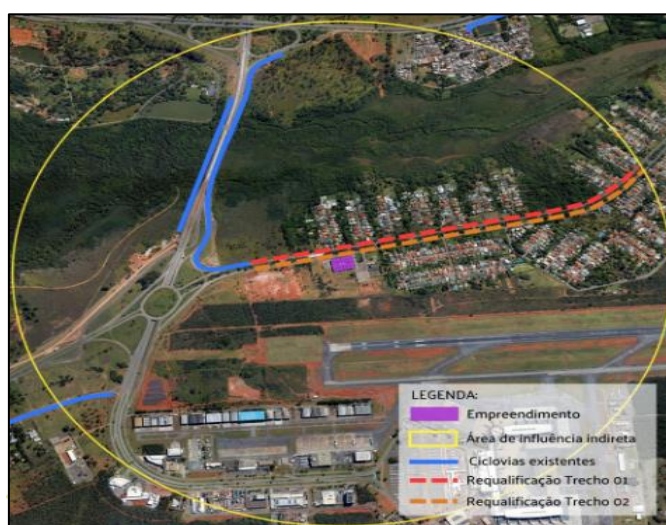 LEGENDA:
Empreendimento
Área de influência indireta
Ciclovias existentes
Requalificação Trecho 01
Requalificação Trecho 02